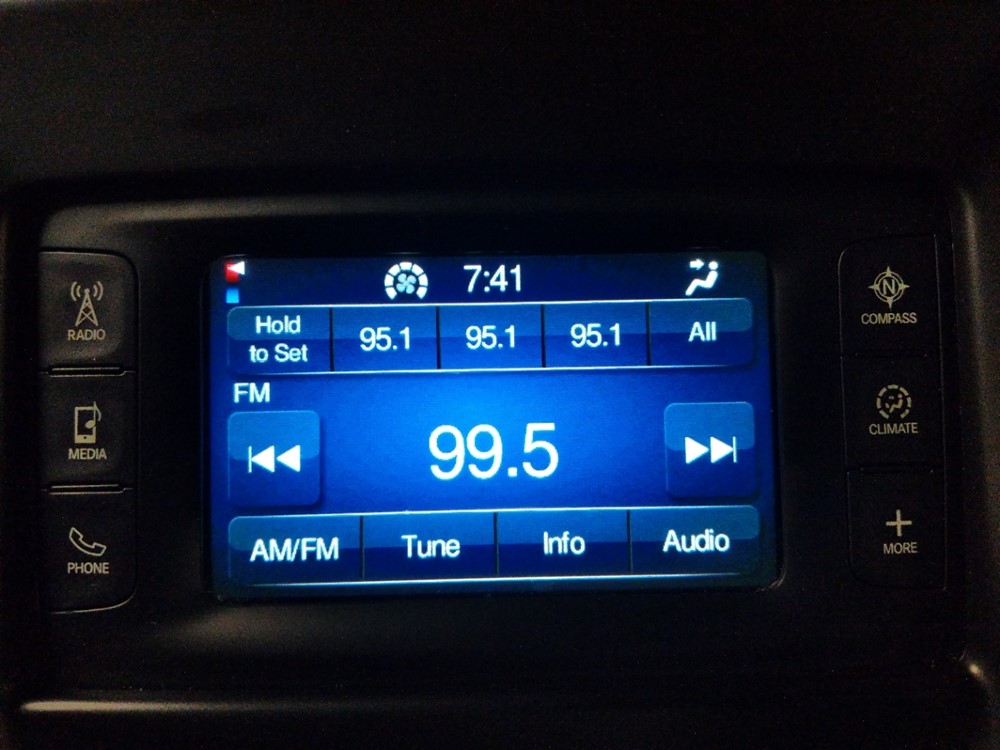 7:41
Hold
to Set
95.1
95.1
95.1
All
FM
99.5
AM/FM
Tune
Info
Audio
RADIO
MEDIA
PHONE
N
COMPASS
CLIMATE
MORE